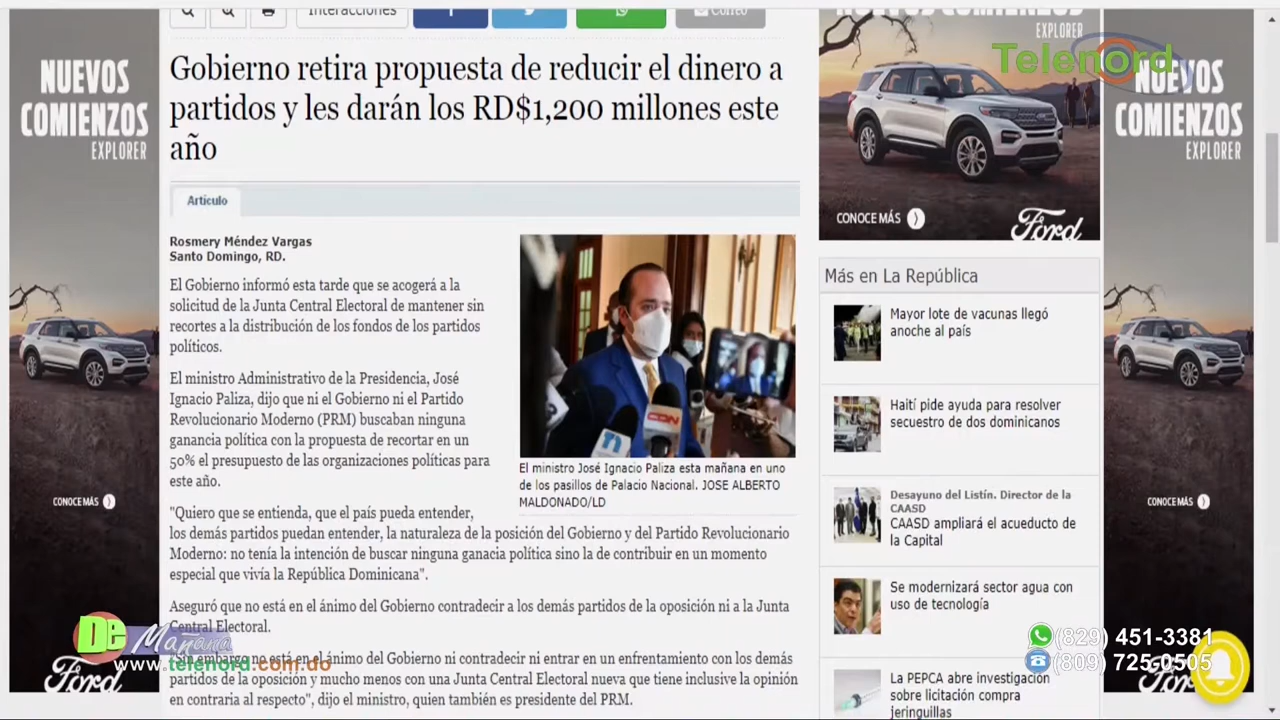 NUEVOS
COMIENZOS
EXPLORER
CONOCE MÁS
Ford
Interacciones
Correo
Gobierno retira propuesta de reducir el dinero a
partidos y les darán los RD$1,200 millones este
año
Artículo
Rosmery Méndez Vargas
Santo Domingo, RD.
El Gobierno informó esta tarde que se acogerá a la
solicitud de la Junta Central Electoral de mantener sin
recortes a la distribución de los fondos de los partidos
políticos.
El ministro Administrativo de la Presidencia, José
Ignacio Paliza, dijo que ni el Gobierno ni el Partido
Revolucionario Moderno (PRM) buscaban ninguna
ganancia política con la propuesta de recortar en un
50% el presupuesto de las organizaciones políticas para
este año.
"Quiero que se entienda, que el país pueda entender,
los demás partidos puedan entender, la naturaleza de la posición del Gobierno y del Partido Revolucionario
Moderno: no tenía la intención de buscar ninguna ganacia política sino la de contribuir en un momento
especial que vivía la República Dominicana".
Aseguró que no está en el ánimo del Gobierno contradecir a los demás partidos de la oposición ni a la Junta
Central Electoral.
"Sin embargo no está en el ánimo del Gobierno ni contradecir ni entrar en un enfrentamiento con los demás
partidos de la oposición y mucho menos con una Junta Central Electoral nueva que tiene inclusive la opinión
en contraria al respecto", dijo el ministro, quien también es presidente del PRM.
CDN
El ministro José Ignacio Paliza esta mañana en uno
de los pasillos de Palacio Nacional. JOSE ALBERTO
MALDONADO/LD
NUEVOS COMIENZOS
EXPLORER
CONOCE MÁS
Ford
Más en La República
Mayor lote de vacunas llegó
anoche al país
Haití pide ayuda para resolver
secuestro de dos dominicanos
Desayuno del Listín. Director de la
CAASD
CAASD ampliará el acueducto de
la Capital
Se modernizará sector agua con
uso de tecnología
La PEPCA abre investigación
sobre licitación compra
jeringuillas
Telenord
NUEVOS
COMIENZOS
EXPLORER
CONOCE MÁS
Ford
De Mañana
www.telenord.com.do
(829) 451-3381
(809) 725-0505